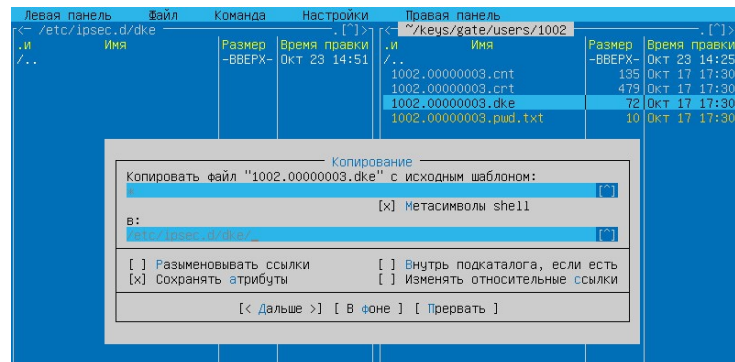 Левая панель Файл Команда Настройки Правая панель
<— /etc/ipsec.d/dke .[^]> <— ~/keys/gate/users/1002 .[^]>
.и Имя Размер Время правки .и Имя Размер Время правки
/.. -ВВЕРХ- Окт 23 14:51 /.. -ВВЕРХ- Окт 23 14:25
1002.00000003.cnt 135 Окт 17 17:30
1002.00000003.crt 479 Окт 17 17:30
1002.00000003.dke 72 Окт 17 17:30
1002.00000003.pwd.txt 10 Окт 17 17:30
Копирование
Копировать файл "1002.00000003.dke" с исходным шаблоном:
* [^]
[x] Метасимволы shell
в:
/etc/ipsec.d/dke/_ [^]
[ ] Разыменовывать ссылки [ ] Внутрь подкаталога, если есть
[x] Сохранять атрибуты [ ] Изменять относительные ссылки
[< Дальше >] [ В фоне ] [ Прервать ]